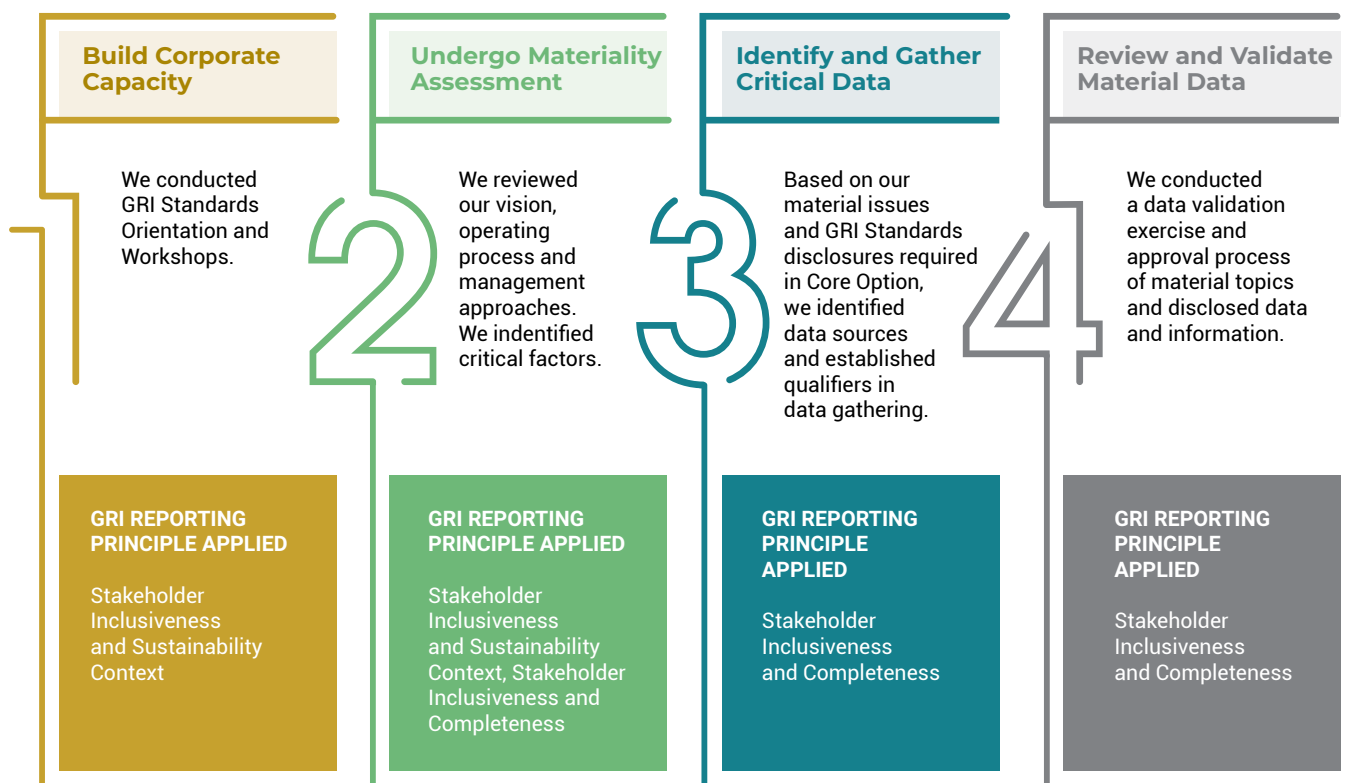 Build Corporate
Capacity
We conducted
GRI Standards
Orientation and
Workshops.
1
GRI REPORTING
PRINCIPLE APPLIED
Stakeholder
Inclusiveness
and Sustainability
Context
Undergo Materiality
Assessment
We reviewed
our vision,
operating
process and
management
approaches.
We indentified
critical factors.
2
GRI REPORTING
PRINCIPLE APPLIED
Stakeholder
Inclusiveness
and Sustainability
Context, Stakeholder
Inclusiveness and
Completeness
Identify and Gather
Critical Data
Based on our
material issues
and GRI Standards
disclosures required
in Core Option,
we identified
data sources
and established
qualifiers in
data gathering.
3
GRI REPORTING
PRINCIPLE
APPLIED
Stakeholder
Inclusiveness
and Completeness
Review and Validate
Material Data
We conducted
a data validation
exercise and
approval process
of material topics
and disclosed data
and information.
4
GRI REPORTING
PRINCIPLE
APPLIED
Stakeholder
Inclusiveness
and Completeness